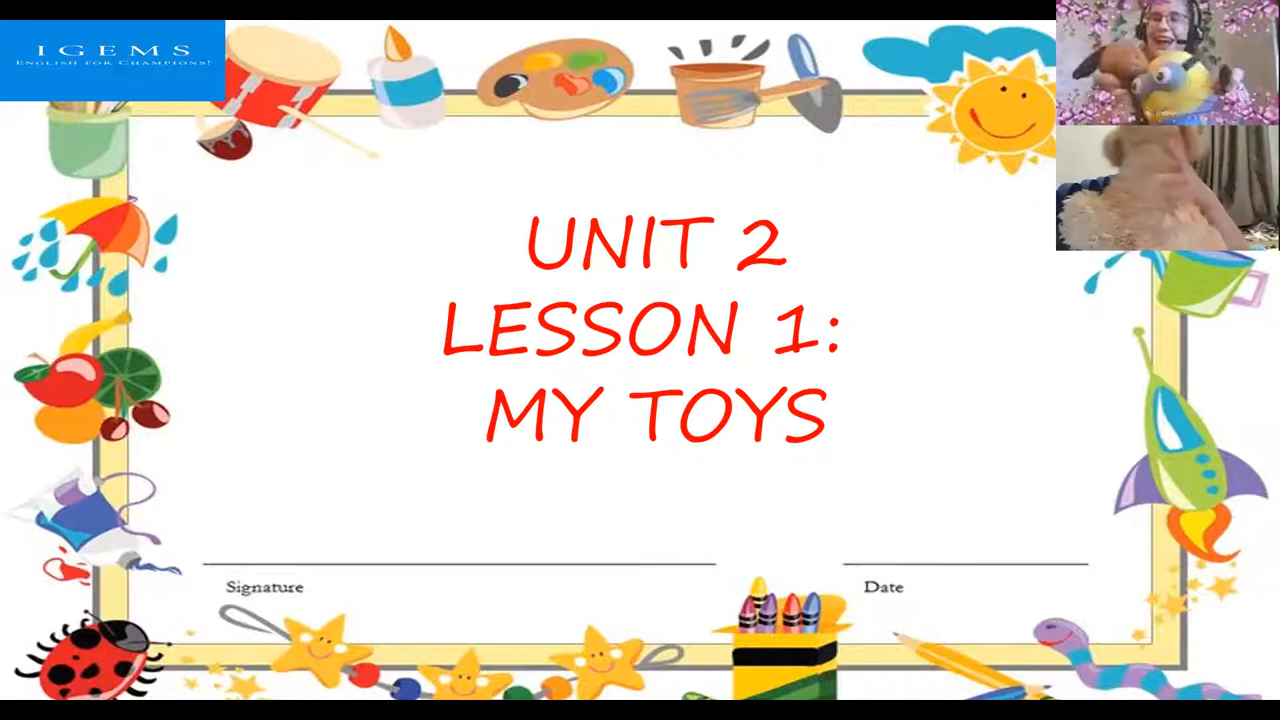 IGEMS
English for Champions!
UNIT 2
LESSON 1:
MY TOYS
Signature
Date